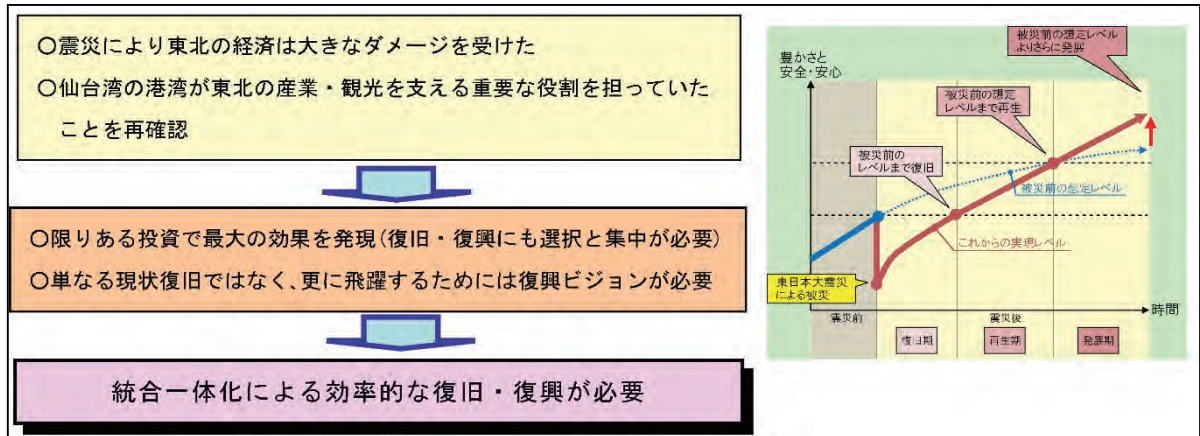 ○震災により東北の経済は大きなダメージを受けた
○仙台湾の港湾が東北の産業・観光を支える重要な役割を担っていた
ことを再確認
○限りある投資で最大の効果を発現(復旧・復興にも選択と集中が必要)
○単なる現状復旧ではなく、更に飛躍するためには復興ビジョンが必要
統合一体化による効率的な復旧・復興が必要
豊かさと
安全・安心
被災前の想定レベル
よりさらに発展
被災前の想定
レベルまで再生
被災前の
レベルまで復旧
被災前の想定レベル
これからの実現レベル
東日本大震災
による被災
時間
震災前
震災後
復旧期
再生期
発展期